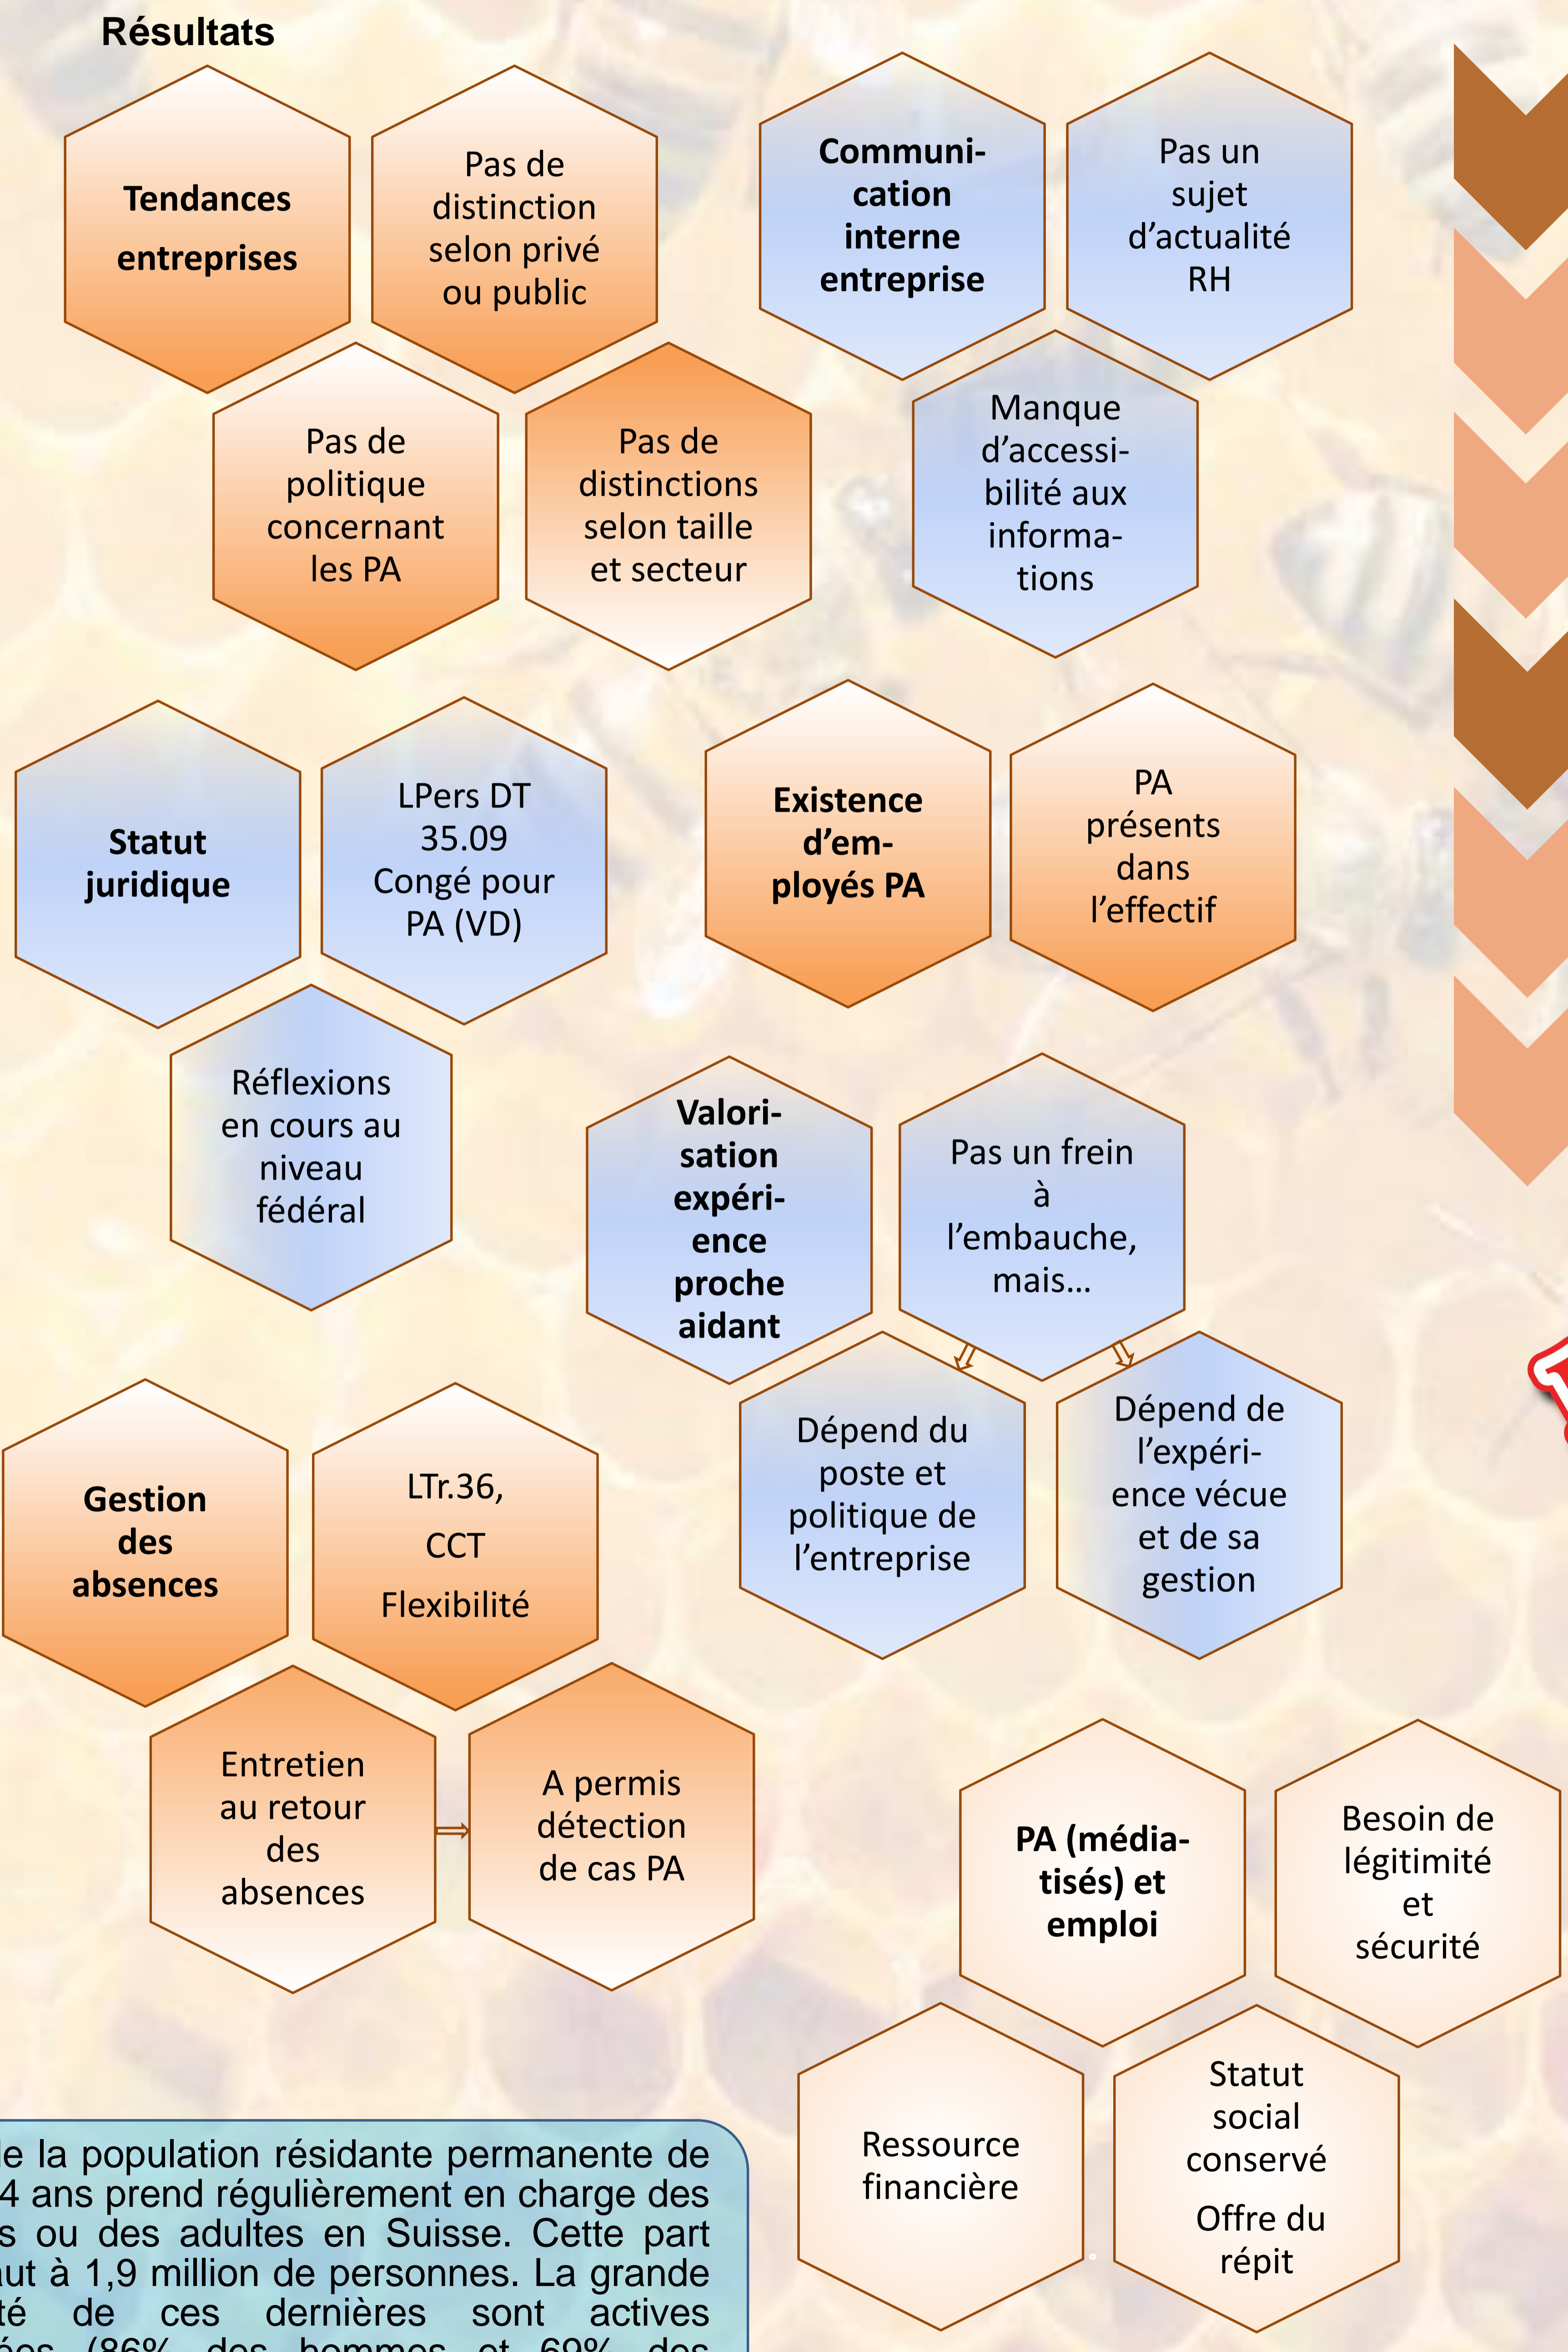 Résultats
Tendances
entreprises
Pas de
distinction
selon privé
ou public
Pas de
politique
concernant
les PA
Pas de
distinctions
selon taille
et secteur
Communi-
cation
interne
entreprise
Pas un
sujet
d’actualité
RH
Manque
d’accessi-
bilité aux
informa-
tions
Statut
juridique
LPers DT
35.09
Congé pour
PA (VD)
Réflexions
en cours au
niveau
fédéral
Existence
d’em-
ployés PA
PA
présents
dans
l’effectif
Valori-
sation
expéri-
ence
proche
aidant
Pas un frein
à
l’embauche,
mais…
Dépend du
poste et
politique de
l’entreprise
Dépend de
l’expéri-
ence vécue
et de sa
gestion
Gestion
des
absences
LTr.36,
CCT
Flexibilité
Entretien
au retour
des
absences
A permis
détection
de cas PA
PA (média-
tisés) et
emploi
Besoin de
légitimité
et
sécurité
Ressource
financière
Statut
social
conservé
Offre du
répit
la population résidante permanente de
4 ans prend régulièrement en charge des
ou des adultes en Suisse. Cette part
à 1,9 million de personnes. La grande
de ces dernières sont actives
(86% des hommes et 69% des